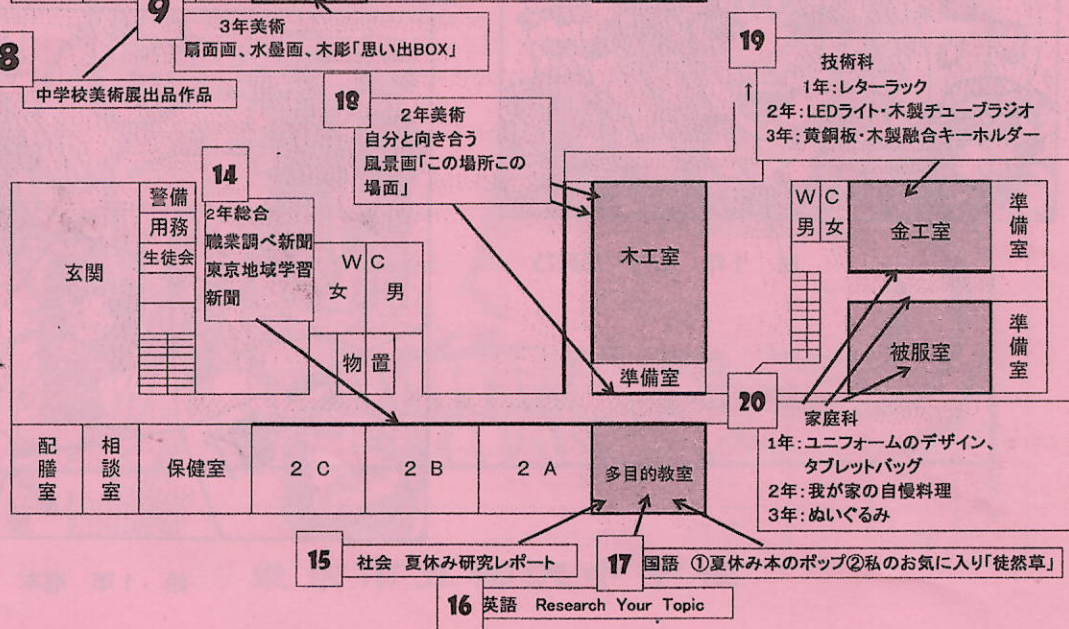 9
3年美術
扇面画、水墨画、木彫「思い出BOX」
8
中学校美術展出品作品
18
2年美術
自分と向き合う
風景画「この場所この
場面」
19
↑
技術科
1年:レターラック
2年:LEDライト・木製チューブラジオ
3年:黄銅板・木製融合キーホルダー
14
2年総合
職業調べ新聞
東京地域学習
新聞
玄関
警備
用務
生徒会
WC
女 男
物置
木工室
準備室
WC
男女
金工室
準備室
被服室
準備室
20
家庭科
1年:ユニフォームのデザイン、
タブレットバッグ
2年:我が家の自慢料理
3年:ぬいぐるみ
配膳室
相談室
保健室
2C
2B
2A
多目的教室
15
社会 夏休み研究レポート
17
国語 ①夏休み本のポップ②私のお気に入り「徒然草」
16
英語 Research Your Topic